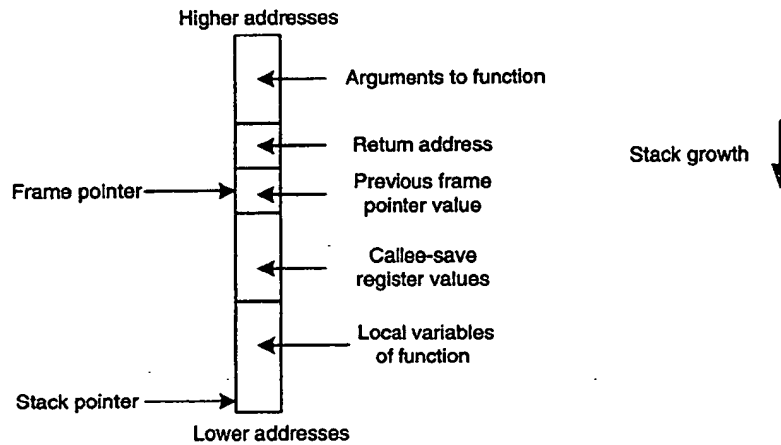 Higher addresses
Arguments to function
Return address
Stack growth
Frame pointer
Previous frame
pointer value
Callee-save
register values
Local variables
of function
Stack pointer
Lower addresses